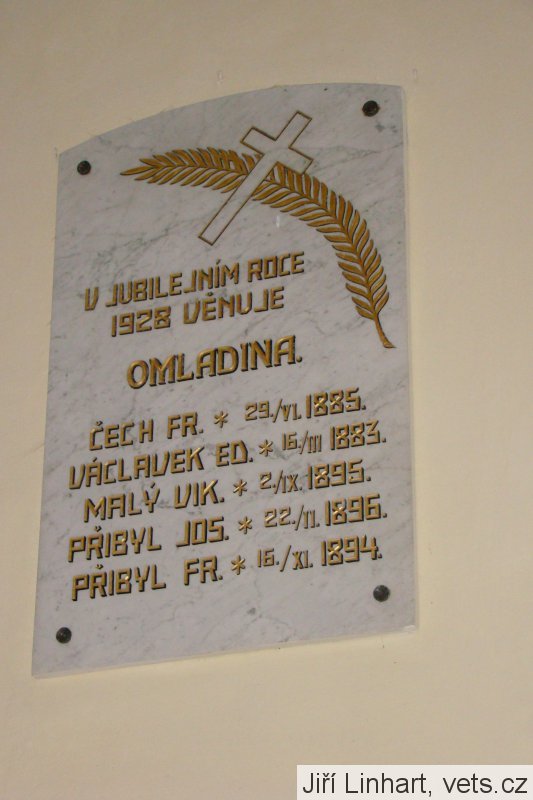 V JUBILEJNÍM ROCE
1928 VĚNUJE
OMLADINA.
ČECH FR. * 29./VI. 1885.
VÁCLAVEK ED. * 16./III 1883.
MALÝ VIK. * 2./IX. 1895.
PŘIBYL JOS. * 22./II. 1896.
PŘIBYL FR. * 16./XI. 1894.
Jiří Linhart, vets.cz